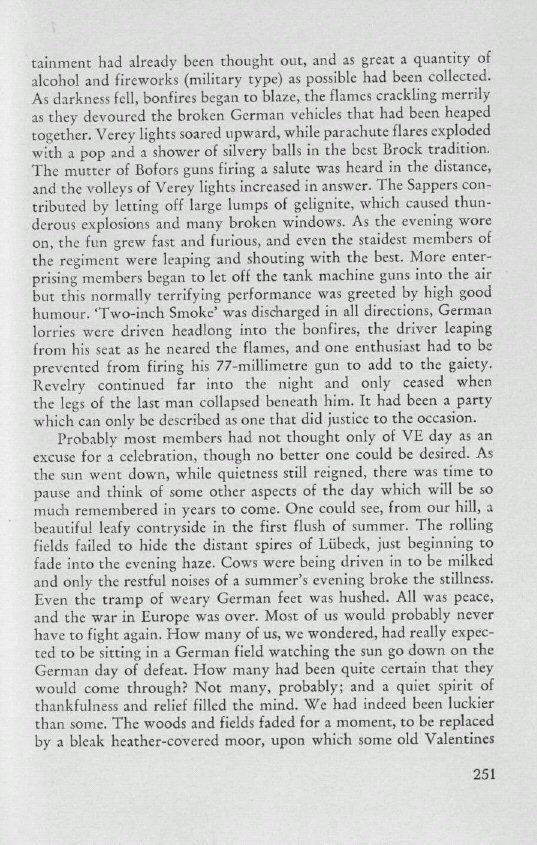 tainment had already been thought out, and as great a quantity of
alcohol and fireworks (military type) as possible had been collected.
As darkness fell, bonfires began to blaze, the flames crackling merrily
as they devoured the broken German vehicles that had been heaped
together. Verey lights soared upward, while parachute flares exploded
with a pop and a shower of silvery balls in the best Brock tradition.
The mutter of Bofors guns firing a salute was heard in the distance,
and the volleys of Verey lights increased in answer. The Sappers con-
tributed by letting off large lumps of gelignite, which caused thun-
derous explosions and many broken windows. As the evening wore
on, the fun grew fast and furious, and even the staidest members of
the regiment were leaping and shouting with the best. More enter-
prising members began to let off the tank machine guns into the air
but this normally terrifying performance was greeted by high good
humour. ‘Two-inch Smoke’ was discharged in all directions, German
lorries were driven headlong into the bonfires, the driver leaping
from his seat as he neared the flames, and one enthusiast had to be
prevented from firing his 77-millimetre gun to add to the gaiety.
Revelry continued far into the night and only ceased when
the legs of the last man collapsed beneath him. It had been a party
which can only be described as one that did justice to the occasion.
Probably most members had not thought only of VE day as an
excuse for a celebration, though no better one could be desired. As
the sun went down, while quietness still reigned, there was time to
pause and think of some other aspects of the day which will be so
much remembered in years to come. One could see, from our hill, a
beautiful leafy contryside in the first flush of summer. The rolling
fields failed to hide the distant spires of Lübeck, just beginning to
fade into the evening haze. Cows were being driven in to be milked
and only the restful noises of a summer’s evening broke the stillness.
Even the tramp of weary German feet was hushed. All was peace,
and the war in Europe was over. Most of us would probably never
have to fight again. How many of us, we wondered, had really expec-
ted to be sitting in a German field watching the sun go down on the
German day of defeat. How many had been quite certain that they
would come through? Not many, probably; and a quiet spirit of
thankfulness and relief filled the mind. We had indeed been luckier
than some. The woods and fields faded for a moment, to be replaced
by a bleak heather-covered moor, upon which some old Valentines
251